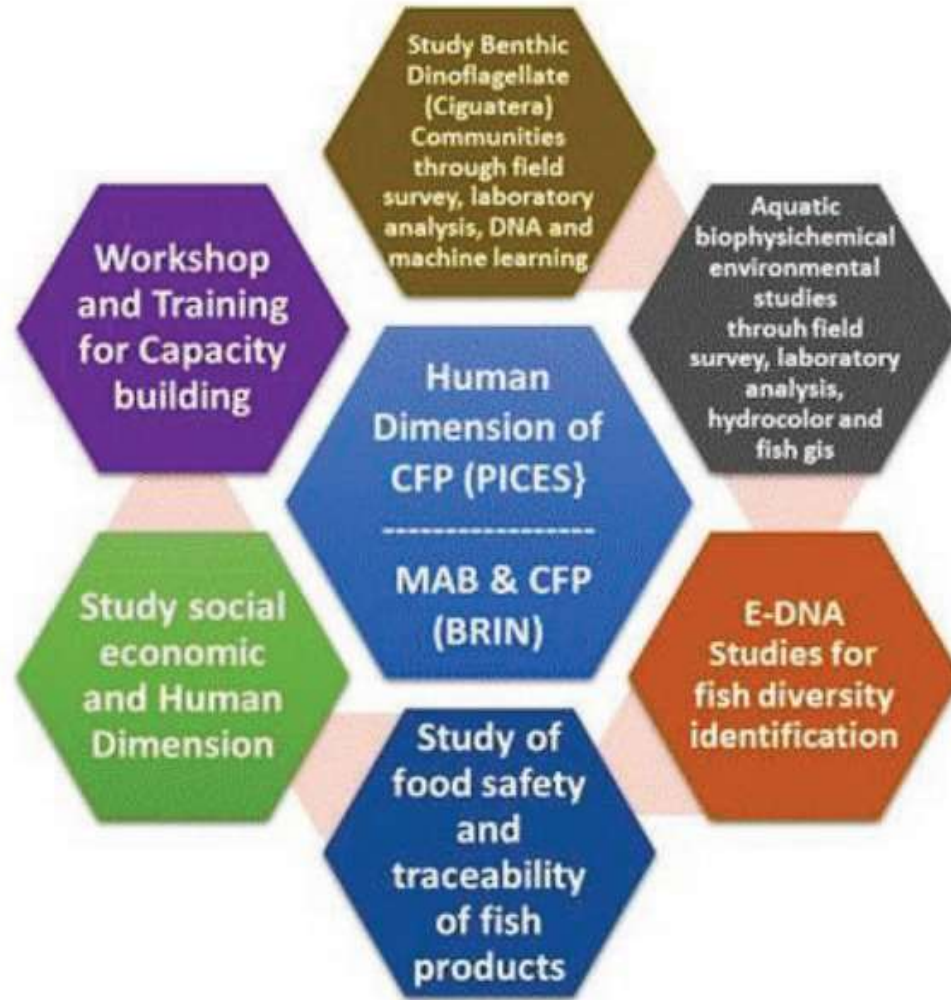 Study Benthic
Dinoflagellate
(Ciguatera)
Communities
through field
survey, laboratory
analysis, DNA and
machine learning
Aquatic
biophysichemical
environmental
studies
throuh field
survey, laboratory
analysis,
hydrocolor and
fish gis
E-DNA
Studies for
fish diversity
identification
Study of
food safety
and
traceability
of fish
products
Study social
economic
and Human
Dimension
Workshop
and Training
for Capacity
building
Human
Dimension of
CFP (PICES}
-----------------
MAB & CFP
(BRIN)